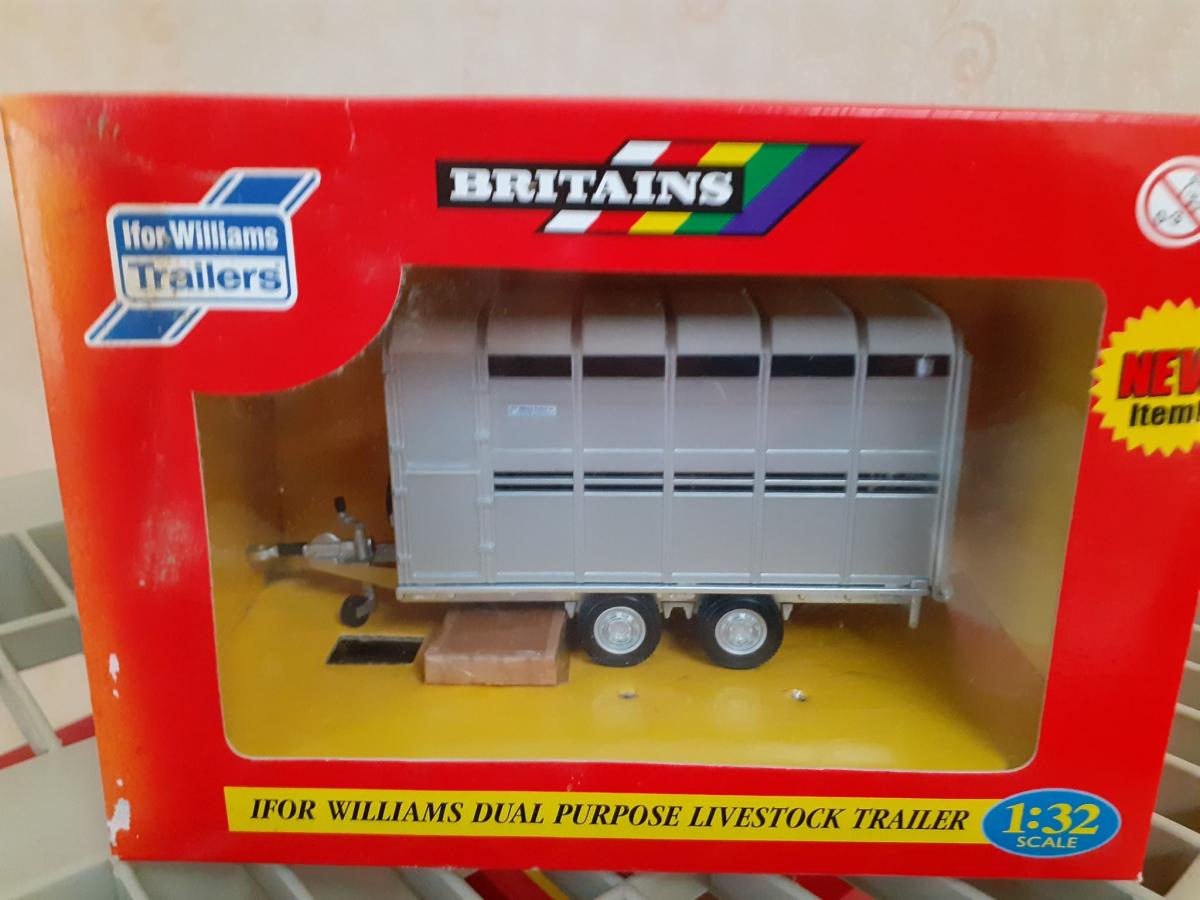 BRITAINS
Ifor Williams
Trailers
NEW
Item!
IFOR WILLIAMS DUAL PURPOSE LIVESTOCK TRAILER
1:32
SCALE